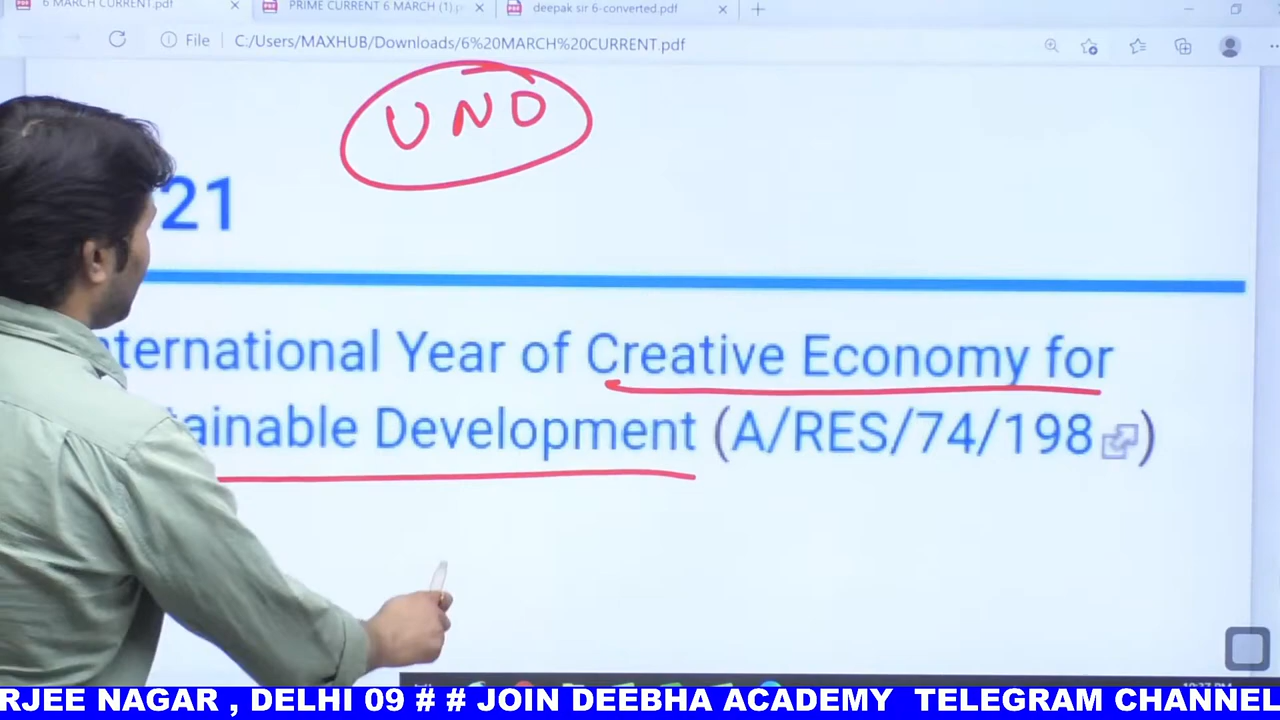 6 MARCH CURRENT.pdf
PRIME CURRENT 6 MARCH (1).p
deepak sir 6-converted.pdf
File C:/Users/MAXHUB/Downloads/6%20MARCH%20CURRENT.pdf
UNO
21
nternational Year of Creative Economy for
tainable Development (A/RES/74/198)
RJEE NAGAR , DELHI 09 # # JOIN DEEBHA ACADEMY TELEGRAM CHANNEL